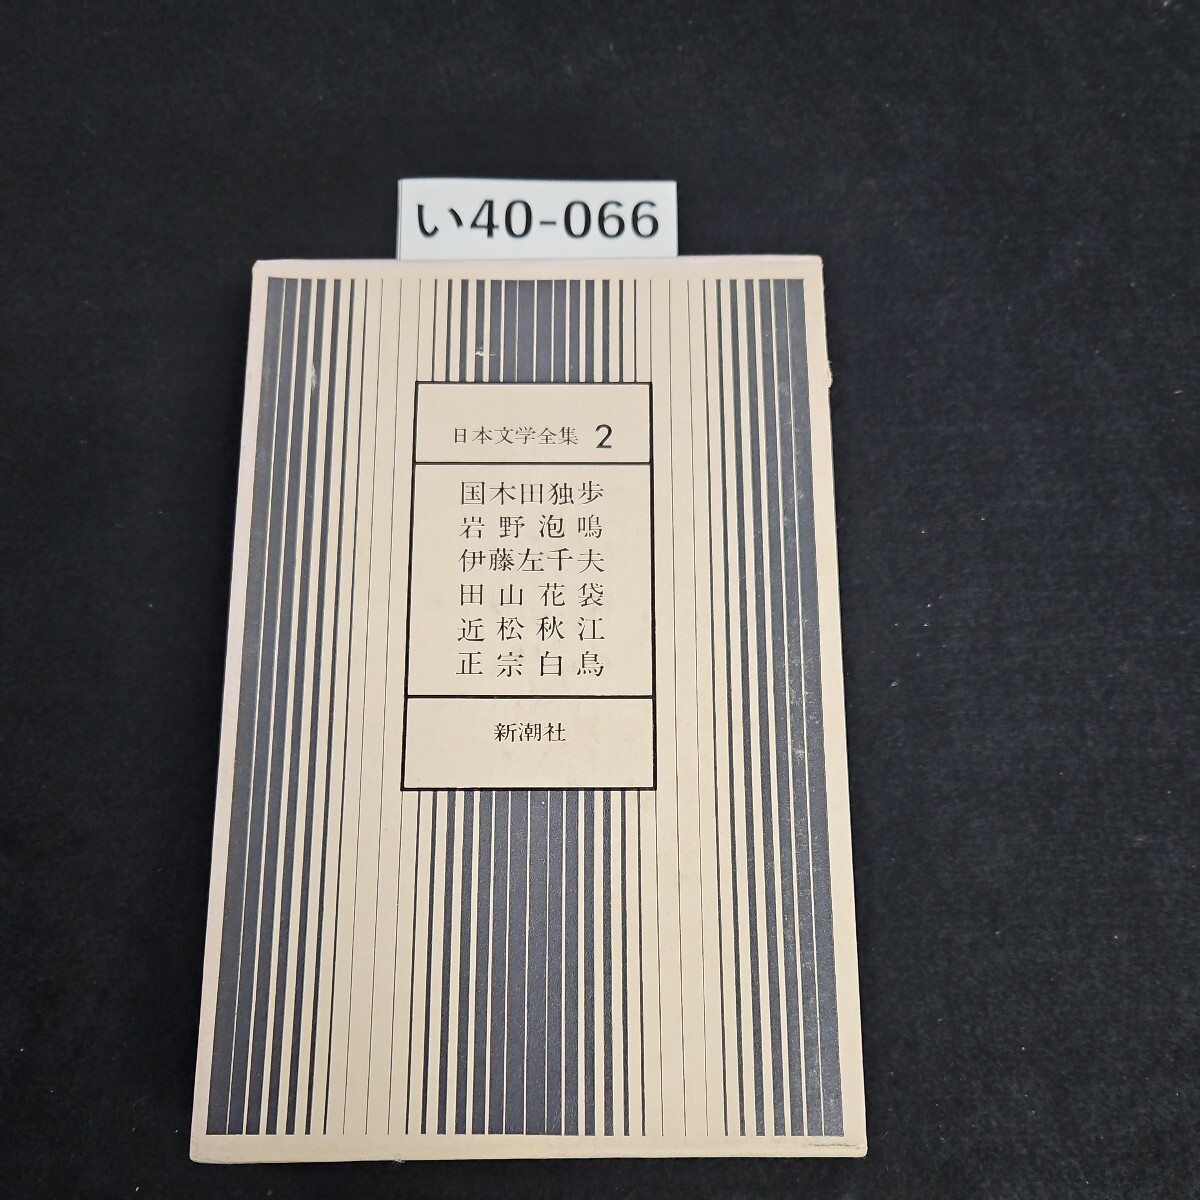 い40-066
日本文学全集 2
国木田独歩
岩野泡鳴
伊藤左千夫
田山花袋
近松秋江
正宗白鳥
新潮社